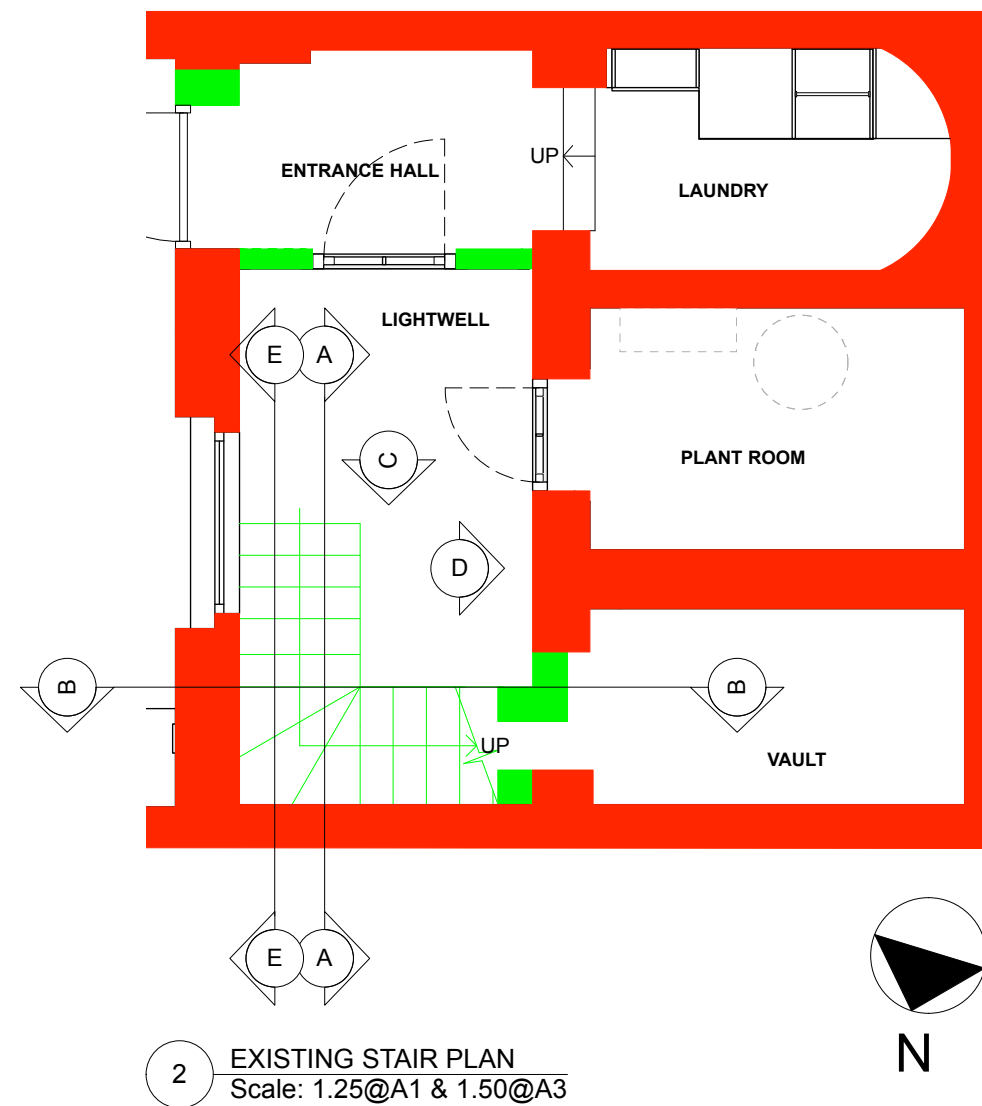 UP
ENTRANCE HALL
LAUNDRY
LIGHTWELL
E A
C
PLANT ROOM
D
B B
UP
VAULT
E A
N
2 EXISTING STAIR PLAN
Scale: 1.25@A1 & 1.50@A3